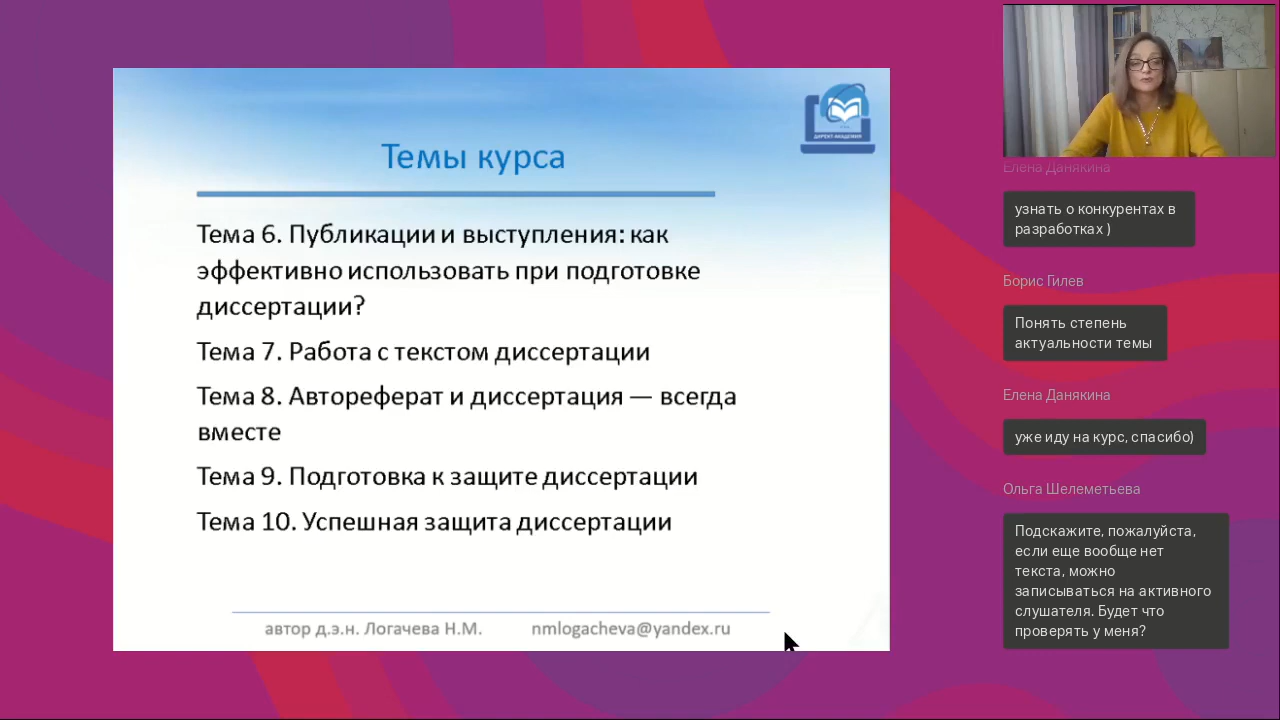 Темы курса
ДИРЕКТ-АКАДЕМИЯ
Тема 6. Публикации и выступления: как
эффективно использовать при подготовке
диссертации?
Тема 7. Работа с текстом диссертации
Тема 8. Автореферат и диссертация — всегда
вместе
Тема 9. Подготовка к защите диссертации
Тема 10. Успешная защита диссертации
автор д.э.н. Логачева Н.М.
nmlogacheva@yandex.ru
Елена Данякина
узнать о конкурентах в
разработках )
Борис Гилев
Понять степень
актуальности темы
Елена Данякина
уже иду на курс, спасибо)
Ольга Шелеметьева
Подскажите, пожалуйста,
если еще вообще нет
текста, можно
записываться на активного
слушателя. Будет что
проверять у меня?